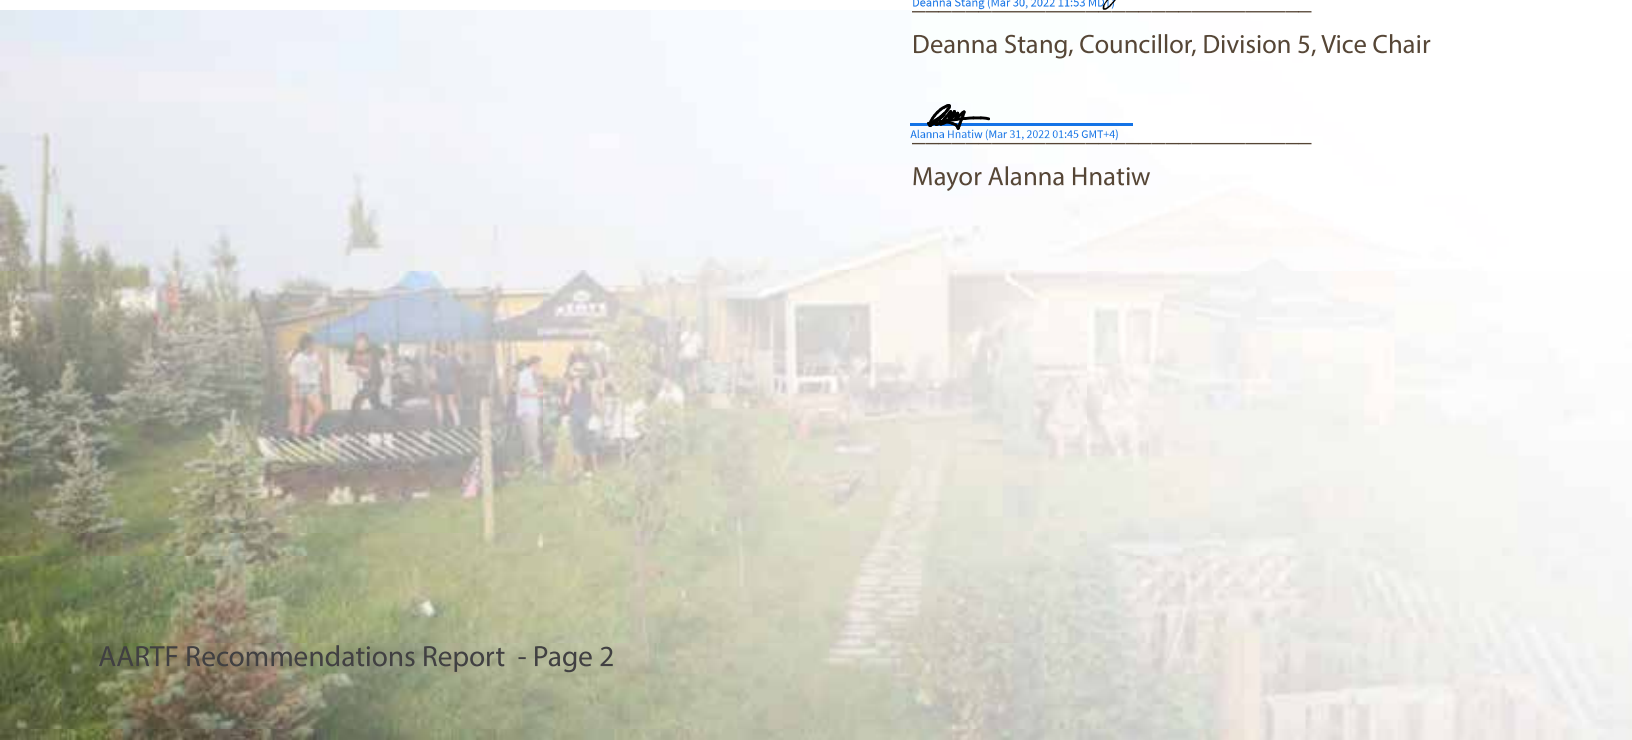 Deanna Stang (Mar 30, 2022 11:53 MDT)
Deanna Stang, Councillor, Division 5, Vice Chair
Alanna Hnatiw (Mar 31, 2022 01:45 GMT+4)
Mayor Alanna Hnatiw
AARTF Recommendations Report - Page 2